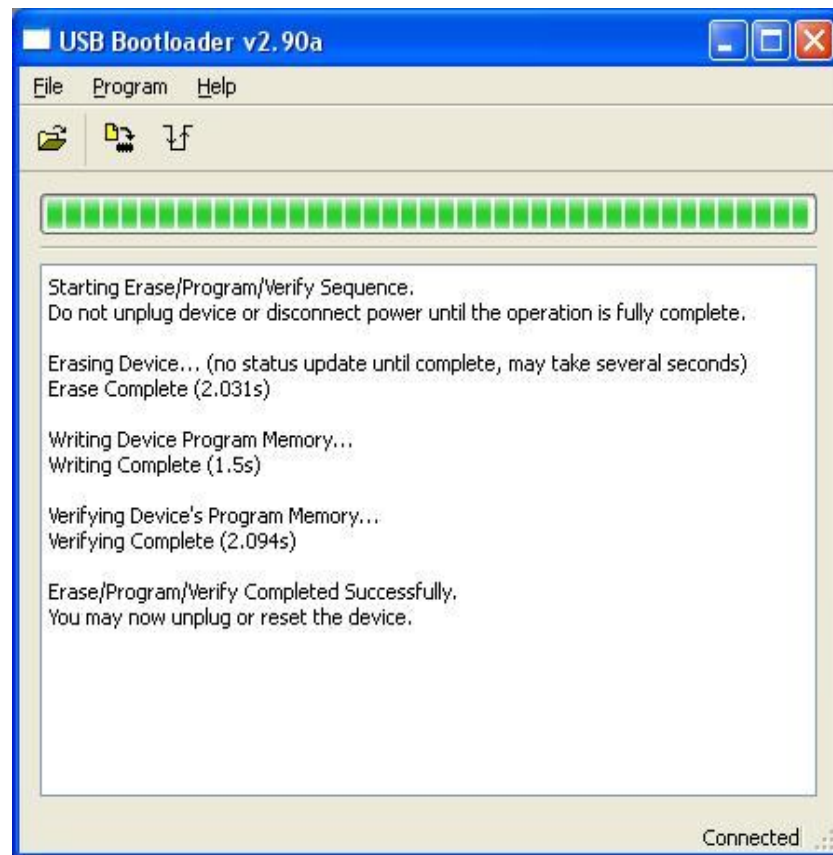 USB Bootloader v2.90a
File Program Help
Starting Erase/Program/Verify Sequence.
Do not unplug device or disconnect power until the operation is fully complete.
Erasing Device... (no status update until complete, may take several seconds)
Erase Complete (2.031s)
Writing Device Program Memory...
Writing Complete (1.5s)
Verifying Device's Program Memory...
Verifying Complete (2.094s)
Erase/Program/Verify Completed Successfully.
You may now unplug or reset the device.
Connected